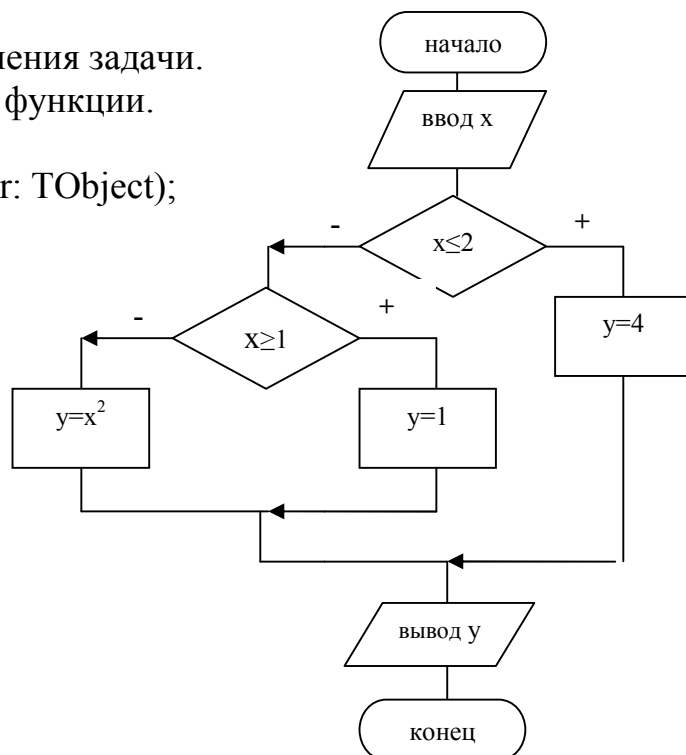 начало
ения задачи.
функции.
ввод x
r: TObject);
-
+
x≤2
-
+
x≥1
y=4
y=x²
y=1
вывод y
конец